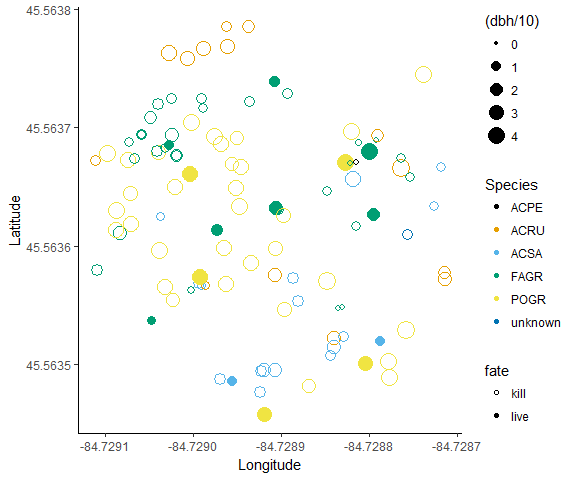 45.5638
45.5637
45.5636
45.5635
Latitude
-84.7291
-84.7290
-84.7289
-84.7288
-84.7287
Longitude
(dbh/10)
0
1
2
3
4
Species
ACPE
ACRU
ACSA
FAGR
POGR
unknown
fate
kill
live